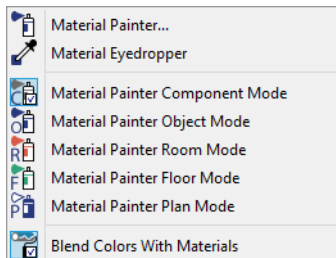 Material Painter...
Material Eyedropper
C Material Painter Component Mode
O Material Painter Object Mode
R Material Painter Room Mode
F Material Painter Floor Mode
P Material Painter Plan Mode
Blend Colors With Materials